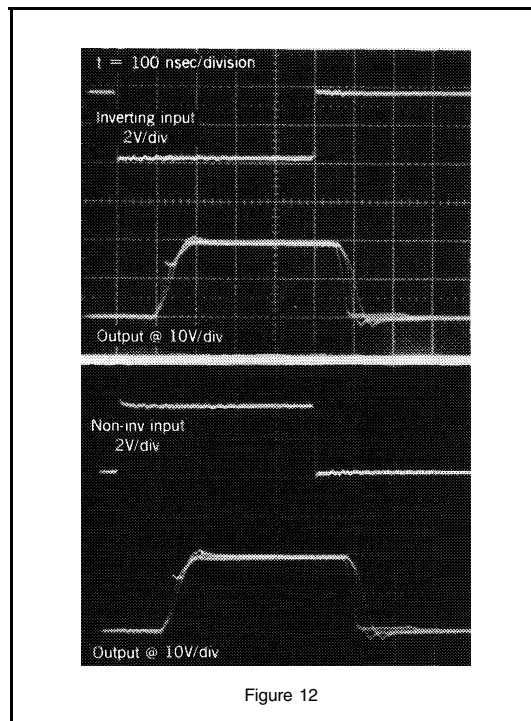 t = 100 nsec/division
Inverting input
2V/div
Output @ 10V/div
Non-inv input
2V/div
Output @ 10V/div
Figure 12